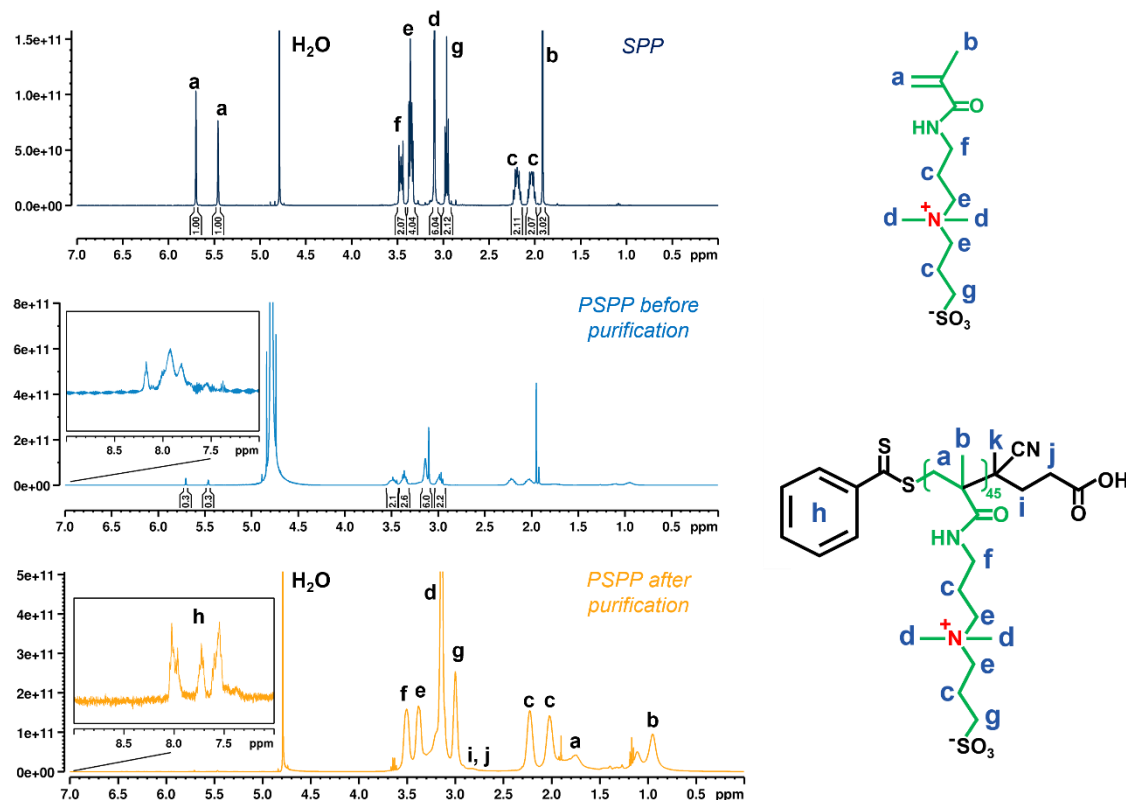 SPP
H₂O
a
a
f
e
d
g
c
c
b
1.5e+11
1.0e+11
5.0e+10
0.0e+00
1.00
1.00
2.07
4.04
6.04
2.12
2.11
2.07
3.02
7.0 6.5 6.0 5.5 5.0 4.5 4.0 3.5 3.0 2.5 2.0 1.5 1.0 0.5 0.0 ppm
PSPP before
purification
8e+11
6e+11
4e+11
2e+11
0e+00
8.5 8.0 7.5 ppm
0.3
0.3
2.1
2.6
6.0
2.2
7.0 6.5 6.0 5.5 5.0 4.5 4.0 3.5 3.0 2.5 2.0 1.5 1.0 0.5 ppm
PSPP after
purification
H₂O
5e+11
4e+11
3e+11
2e+11
1e+11
0e+00
h
9.0 8.5 8.0 7.5 ppm
f
e
d
g
i, j
c
c
a
b
7.0 6.5 6.0 5.5 5.0 4.5 4.0 3.5 3.0 2.5 2.0 1.5 1.0 0.5 ppm
b
a
O
HN
f
c
e
d N + d
e
c
g
⁻SO₃
S
b
k
CN
j
a
S
45
OH
h
i
O
O
HN
f
c
e
d N + d
e
c
g
⁻SO₃